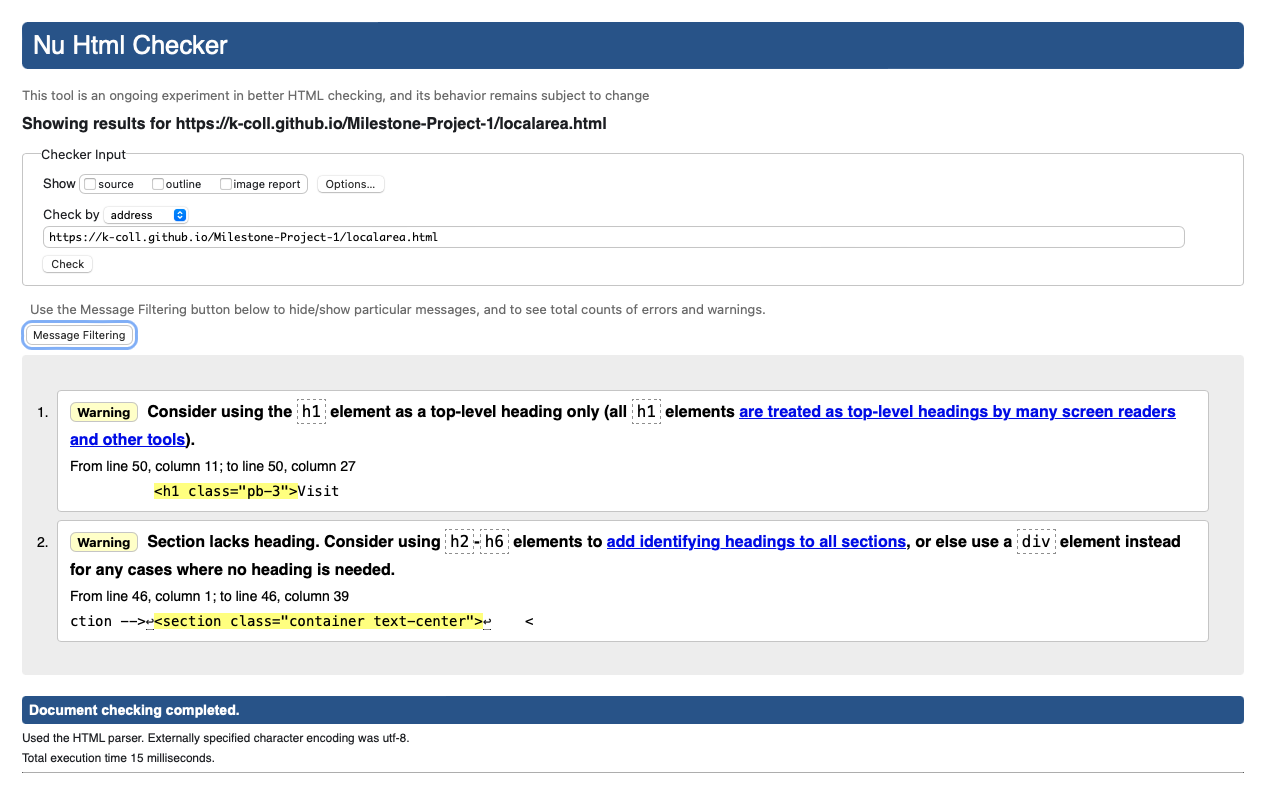 Nu Html Checker
This tool is an ongoing experiment in better HTML checking, and its behavior remains subject to change
Showing results for https://k-coll.github.io/Milestone-Project-1/localarea.html
Checker Input
Show source outline image report Options...
Check by address
https://k-coll.github.io/Milestone-Project-1/localarea.html
Check
Use the Message Filtering button below to hide/show particular messages, and to see total counts of errors and warnings.
Message Filtering
1. Warning Consider using the h1 element as a top-level heading only (all h1 elements are treated as top-level headings by many screen readers
and other tools).
From line 50, column 11; to line 50, column 27
<h1 class="pb-3">Visit
2. Warning Section lacks heading. Consider using h2-h6 elements to add identifying headings to all sections, or else use a div element instead
for any cases where no heading is needed.
From line 46, column 1; to line 46, column 39
ction -->↩<section class="container text-center">↩ <
Document checking completed.
Used the HTML parser. Externally specified character encoding was utf-8.
Total execution time 15 milliseconds.